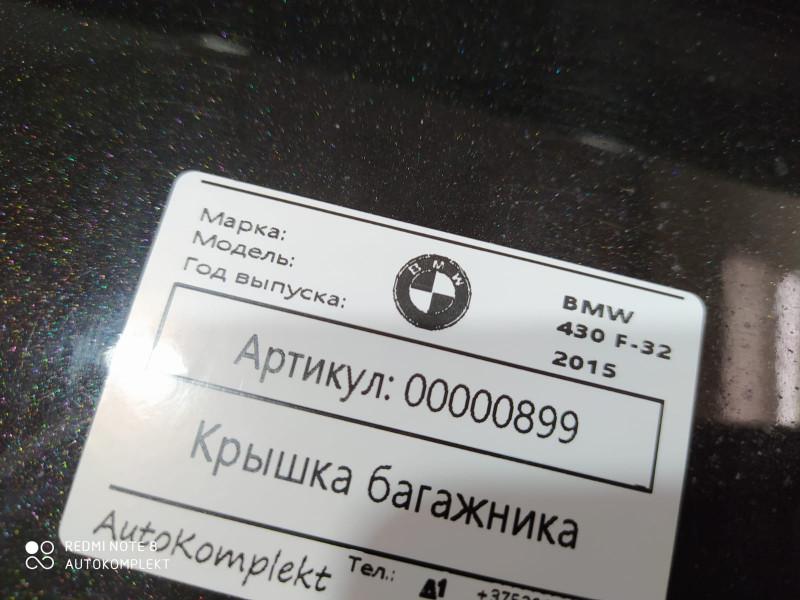 Марка:
Модель:
Год выпуска:
BMW
BMW
430 F-32
2015
Артикул: 00000899
Крышка багажника
AutoKomplekt
Тел.:
A1
REDMI NOTE 8
AUTOKOMPLEKT